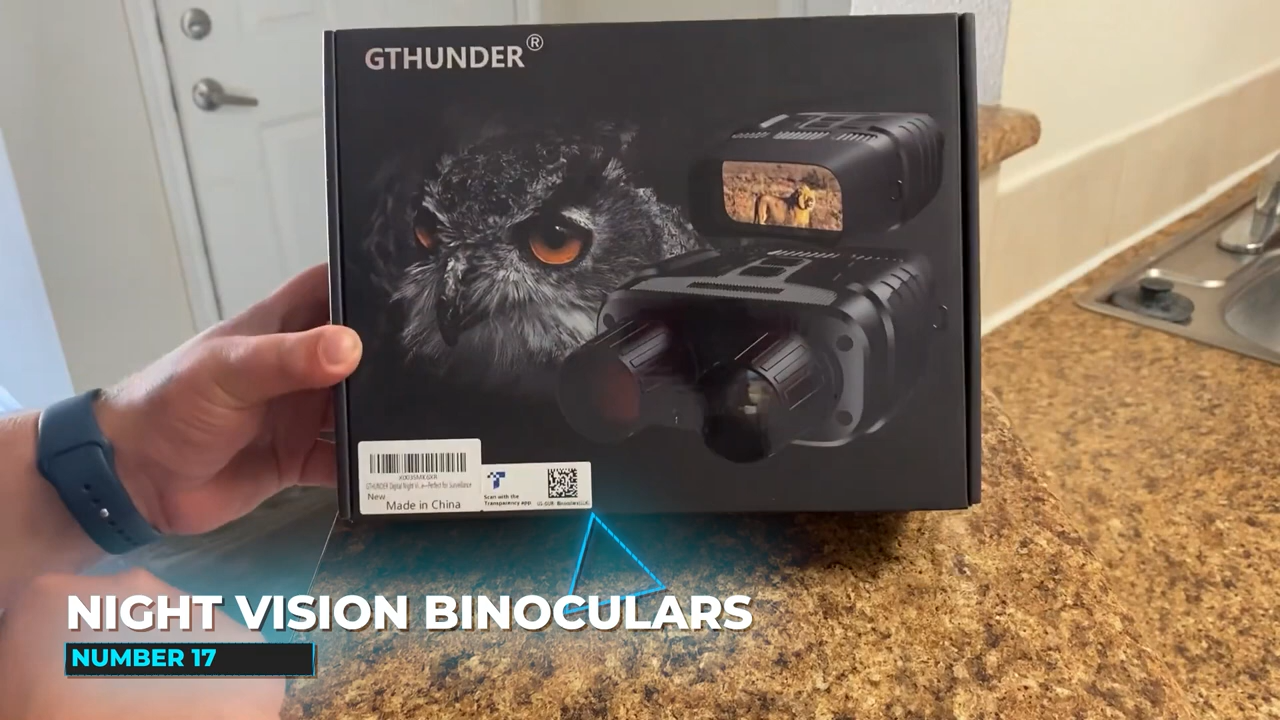 GTHUNDER®
New
Made in China
Scan with the
Transparency app
NIGHT VISION BINOCULARS
NUMBER 17